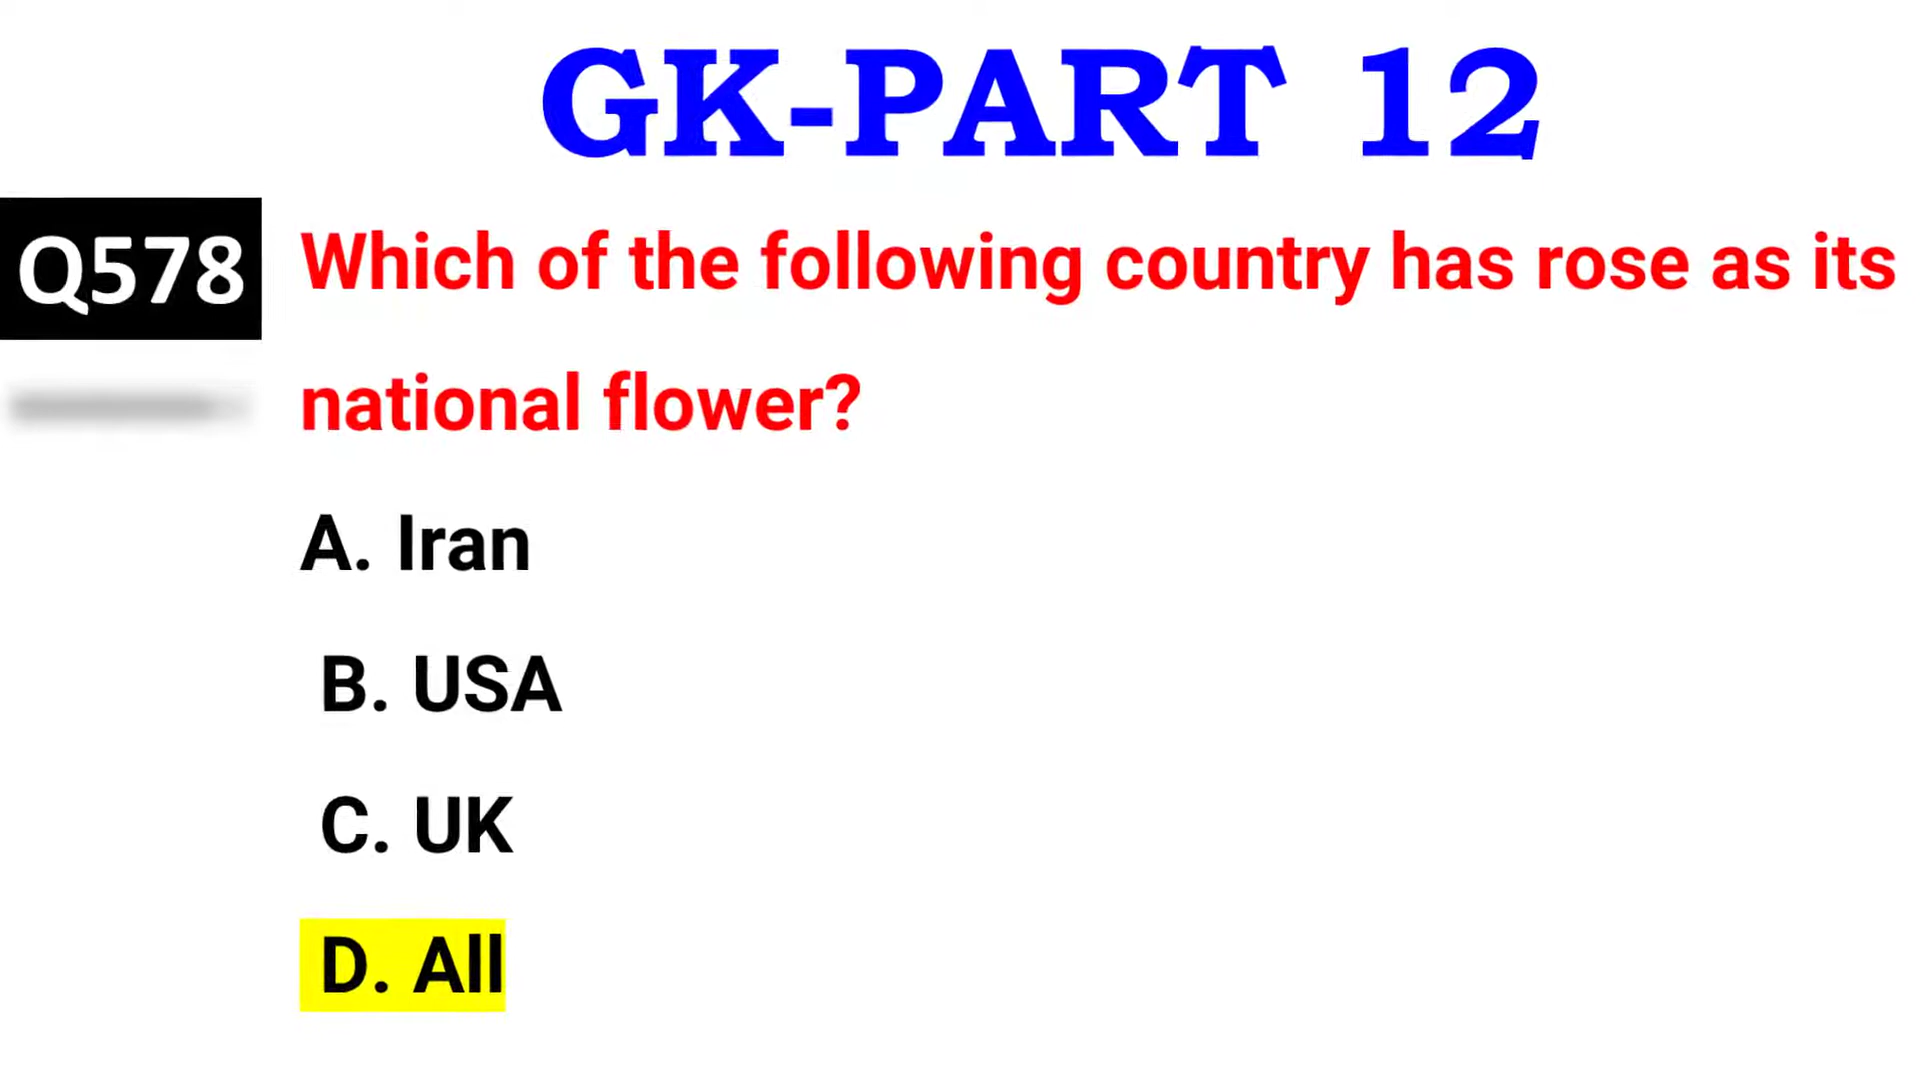 GK-PART 12
Q578 Which of the following country has rose as its
national flower?
A. Iran
B. USA
C. UK
D. All